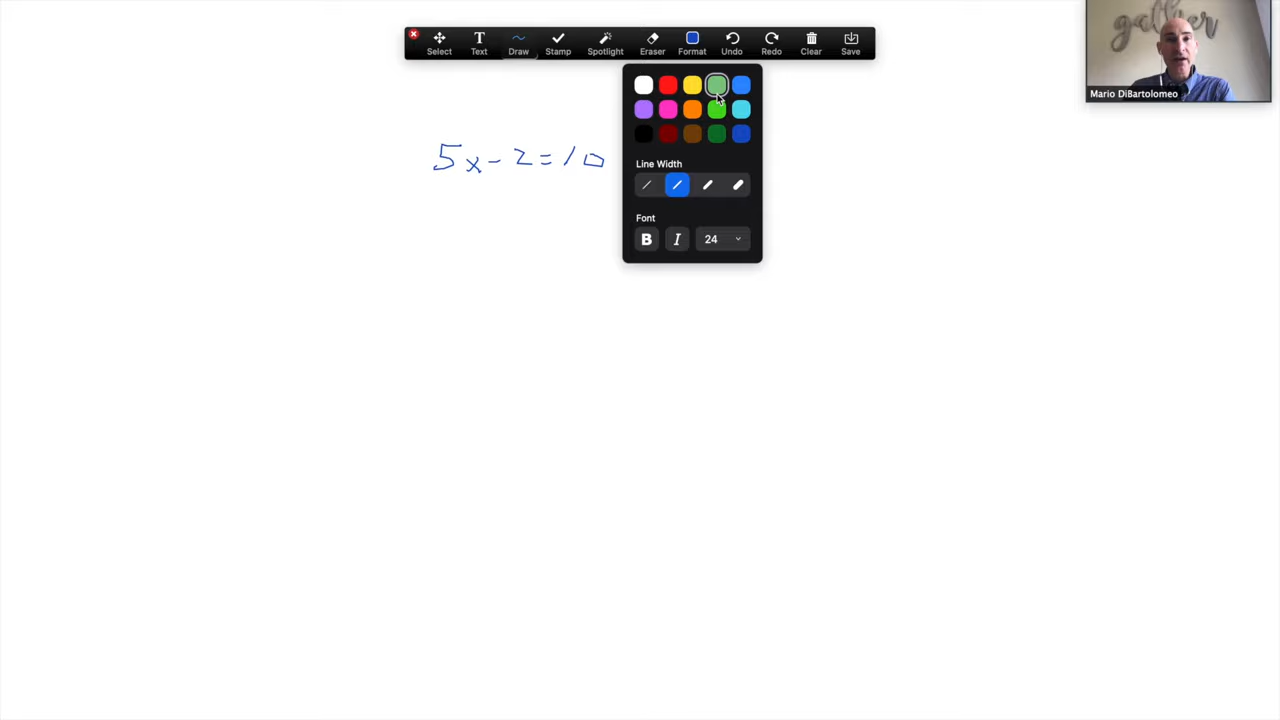 gather
Select Text Draw Stamp Spotlight Eraser Format Undo Redo Clear Save
Mario DiBartolomeo
5x - 2 = 10
Line Width
Font
B I 24